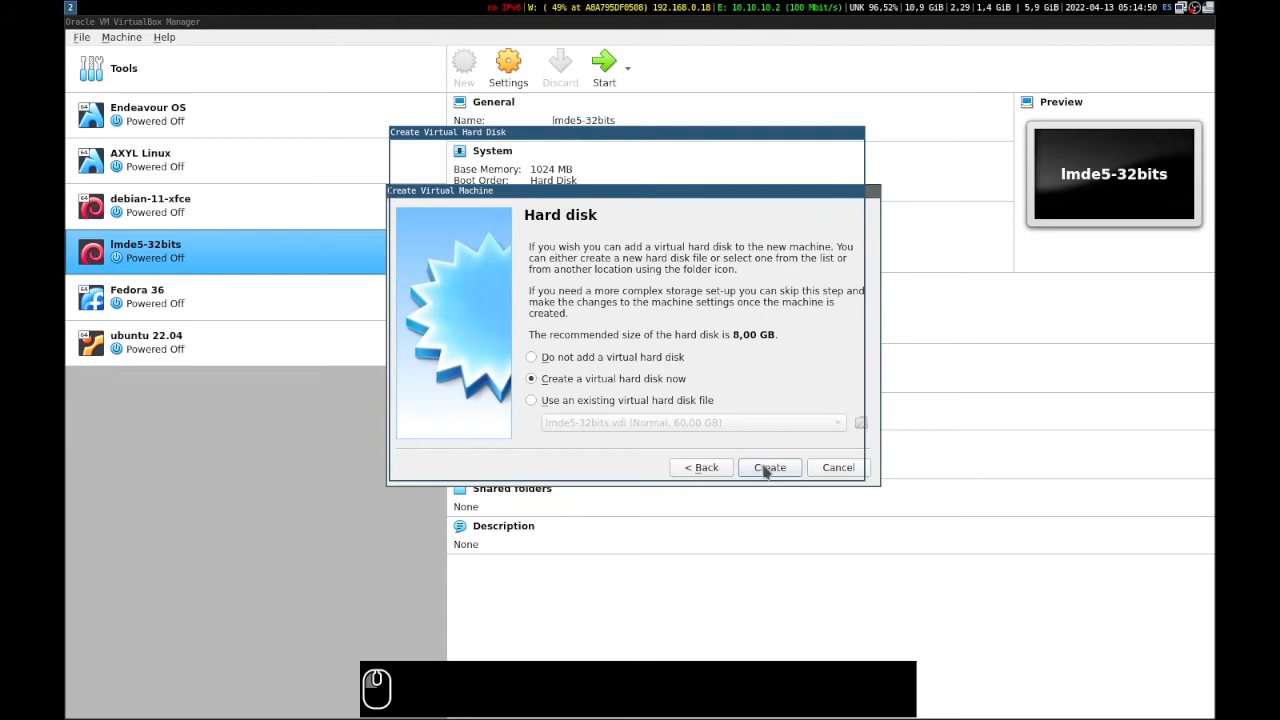 2
no IPv6|W: ( 49% at A8A795DF0508) 192.168.0.18|E: 10.10.10.2 (100 Mbit/s)|UNK 96,52%|10,9 GiB|2,29|1,4 GiB | 5,9 GiB|2022-04-13 05:14:50 ES
Oracle VM VirtualBox Manager
File Machine Help
Tools
New Settings Discard Start
64 Endeavour OS
Powered Off
64 AXYL Linux
Powered Off
64 debian-11-xfce
Powered Off
lmde5-32bits
Powered Off
64 Fedora 36
Powered Off
64 ubuntu 22.04
Powered Off
General
Name: lmde5-32bits
Create Virtual Hard Disk
System
Base Memory: 1024 MB
Boot Order: Hard Disk
Preview
lmde5-32bits
Create Virtual Machine
Hard disk
If you wish you can add a virtual hard disk to the new machine. You
can either create a new hard disk file or select one from the list or
from another location using the folder icon.
If you need a more complex storage set-up you can skip this step and
make the changes to the machine settings once the machine is
created.
The recommended size of the hard disk is 8,00 GB.
Do not add a virtual hard disk
Create a virtual hard disk now
Use an existing virtual hard disk file
lmde5-32bits.vdi (Normal, 60,00 GB)
< Back Create Cancel
Shared folders
None
Description
None